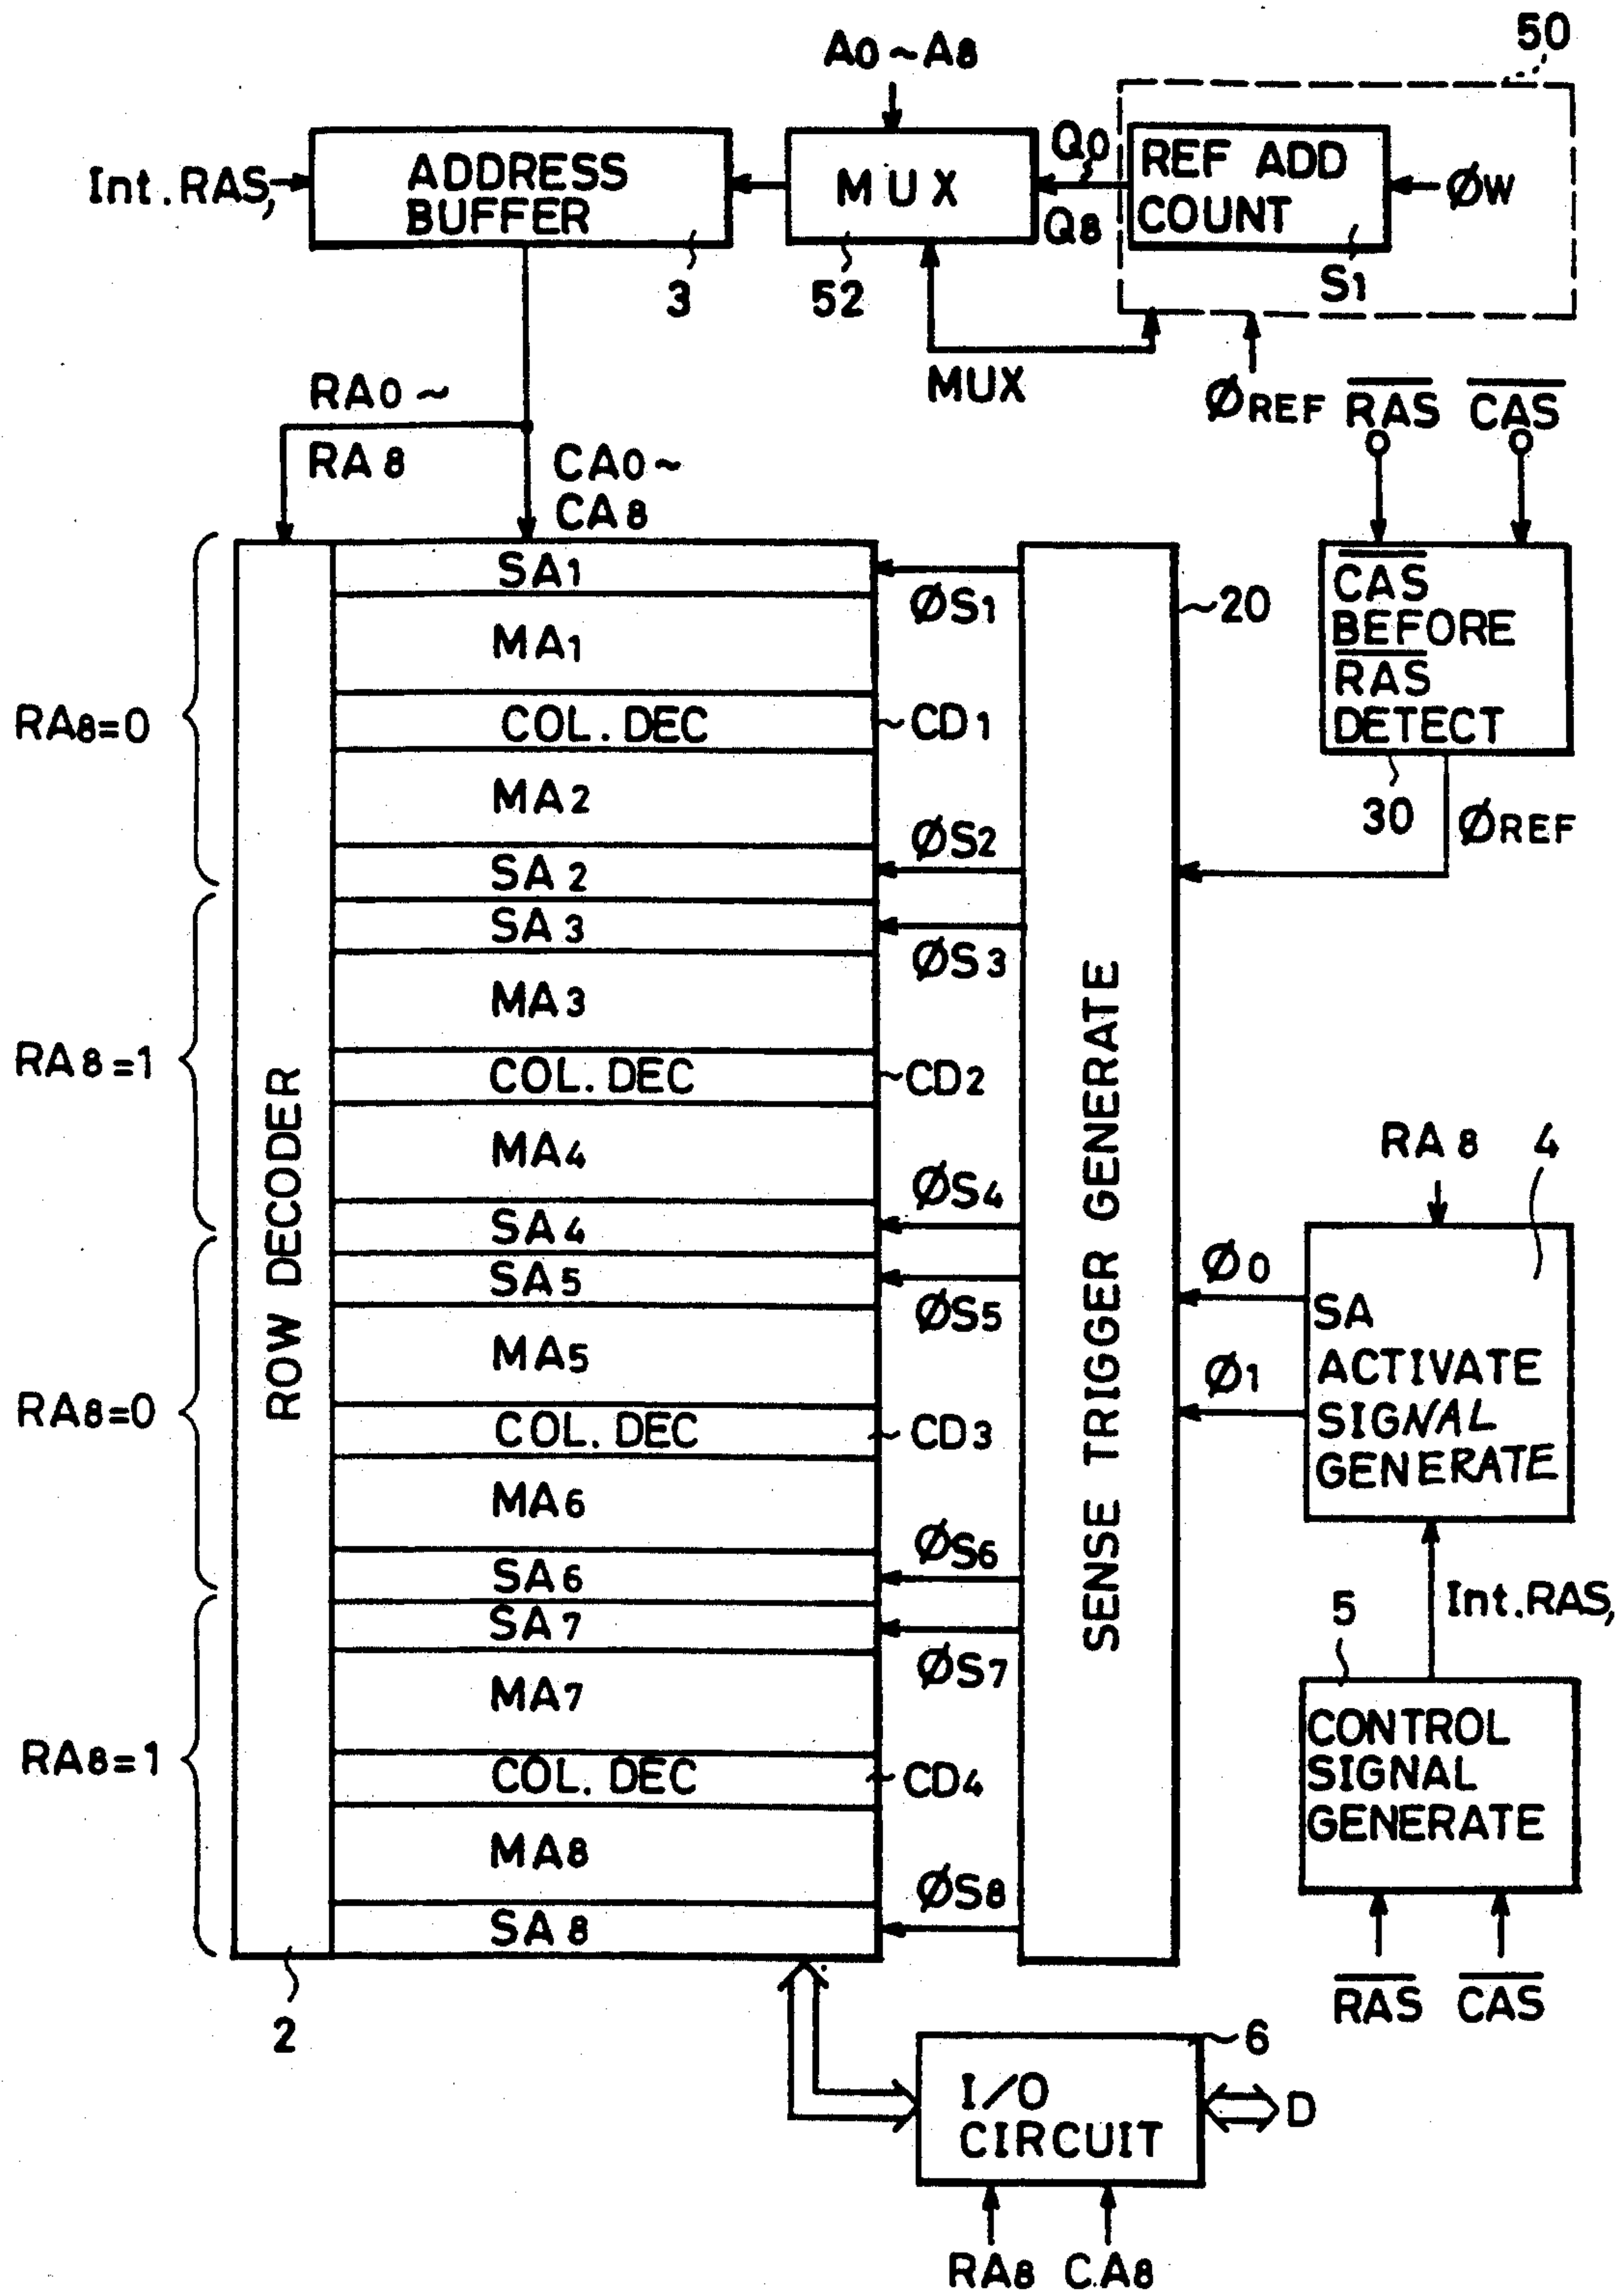 50
A0~A8
Int.RAS,
ADDRESS
BUFFER
3
MUX
52
Q0
Q8
REF ADD
COUNT
S1
ØW
MUX
ØREF
RAS
CAS
RA0~
RA8
CA0~
CA8
CAS
BEFORE
RAS
DETECT
30
ØREF
ROW DECODER
2
RA8=0
RA8=1
RA8=0
RA8=1
SA1
MA1
COL.DEC
MA2
SA2
SA3
MA3
COL.DEC
MA4
SA4
SA5
MA5
COL.DEC
MA6
SA6
SA7
MA7
COL.DEC
MA8
SA8
ØS1
CD1
ØS2
ØS3
CD2
ØS4
ØS5
CD3
ØS6
ØS7
CD4
ØS8
SENSE TRIGGER GENERATE
20
RA8
4
Ø0
Ø1
SA
ACTIVATE
SIGNAL
GENERATE
Int.RAS,
5
CONTROL
SIGNAL
GENERATE
RAS
CAS
6
I/O
CIRCUIT
D
RA8
C.A8